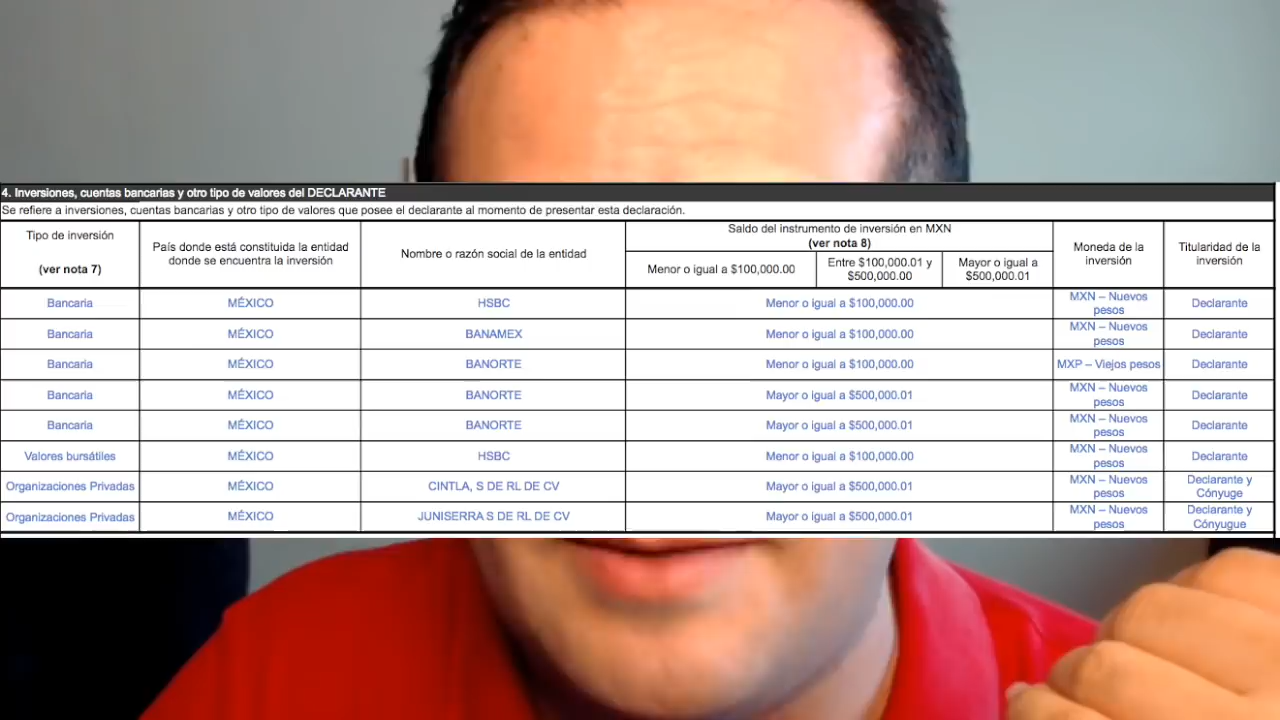 4. Inversiones, cuentas bancarias y otro tipo de valores del DECLARANTE
Se refiere a inversiones, cuentas bancarias y otro tipo de valores que posee el declarante al momento de presentar esta declaración.
Tipo de inversión
(ver nota 7)
País donde está constituida la entidad
donde se encuentra la inversión
Nombre o razón social de la entidad
Saldo del instrumento de inversión en MXN
(ver nota 8)
Menor o igual a $100,000.00
Entre $100,000.01 y
$500,000.00
Mayor o igual a
$500,000.01
Moneda de la
inversión
Titularidad de la
inversión
Bancaria MÉXICO HSBC Menor o igual a $100,000.00 MXN – Nuevos
pesos
Declarante
Bancaria MÉXICO BANAMEX Menor o igual a $100,000.00 MXN – Nuevos
pesos
Declarante
Bancaria MÉXICO BANORTE Menor o igual a $100,000.00 MXP – Viejos pesos Declarante
Bancaria MÉXICO BANORTE Mayor o igual a $500,000.01 MXN – Nuevos
pesos
Declarante
Bancaria MÉXICO BANORTE Mayor o igual a $500,000.01 MXN – Nuevos
pesos
Declarante
Valores bursátiles MÉXICO HSBC Menor o igual a $100,000.00 MXN – Nuevos
pesos
Declarante
Organizaciones Privadas MÉXICO CINTLA, S DE RL DE CV Mayor o igual a $500,000.01 MXN – Nuevos
pesos
Declarante y
Cónyuge
Organizaciones Privadas MÉXICO JUNISERRA S DE RL DE CV Mayor o igual a $500,000.01 MXN – Nuevos
pesos
Declarante y
Cónyugue